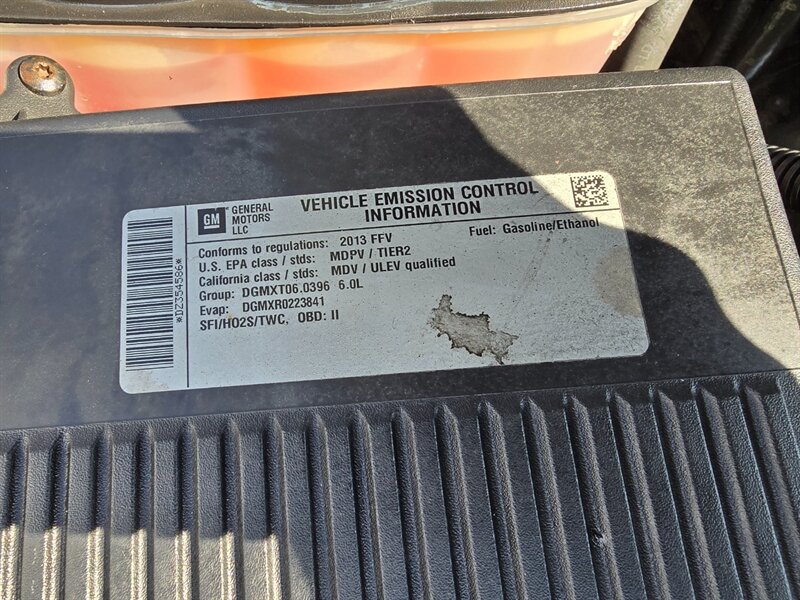 GM GENERAL MOTORS LLC
VEHICLE EMISSION CONTROL INFORMATION
Conforms to regulations: 2013 FFV
Fuel: Gasoline/Ethanol
U.S. EPA class / stds: MDPV / TIER2
California class / stds: MDV / ULEV qualified
Group: DGMXT06.0396 6.0L
Evap: DGMXR0223841
SFI/HO2S/TWC, OBD: II
*DZ354586*